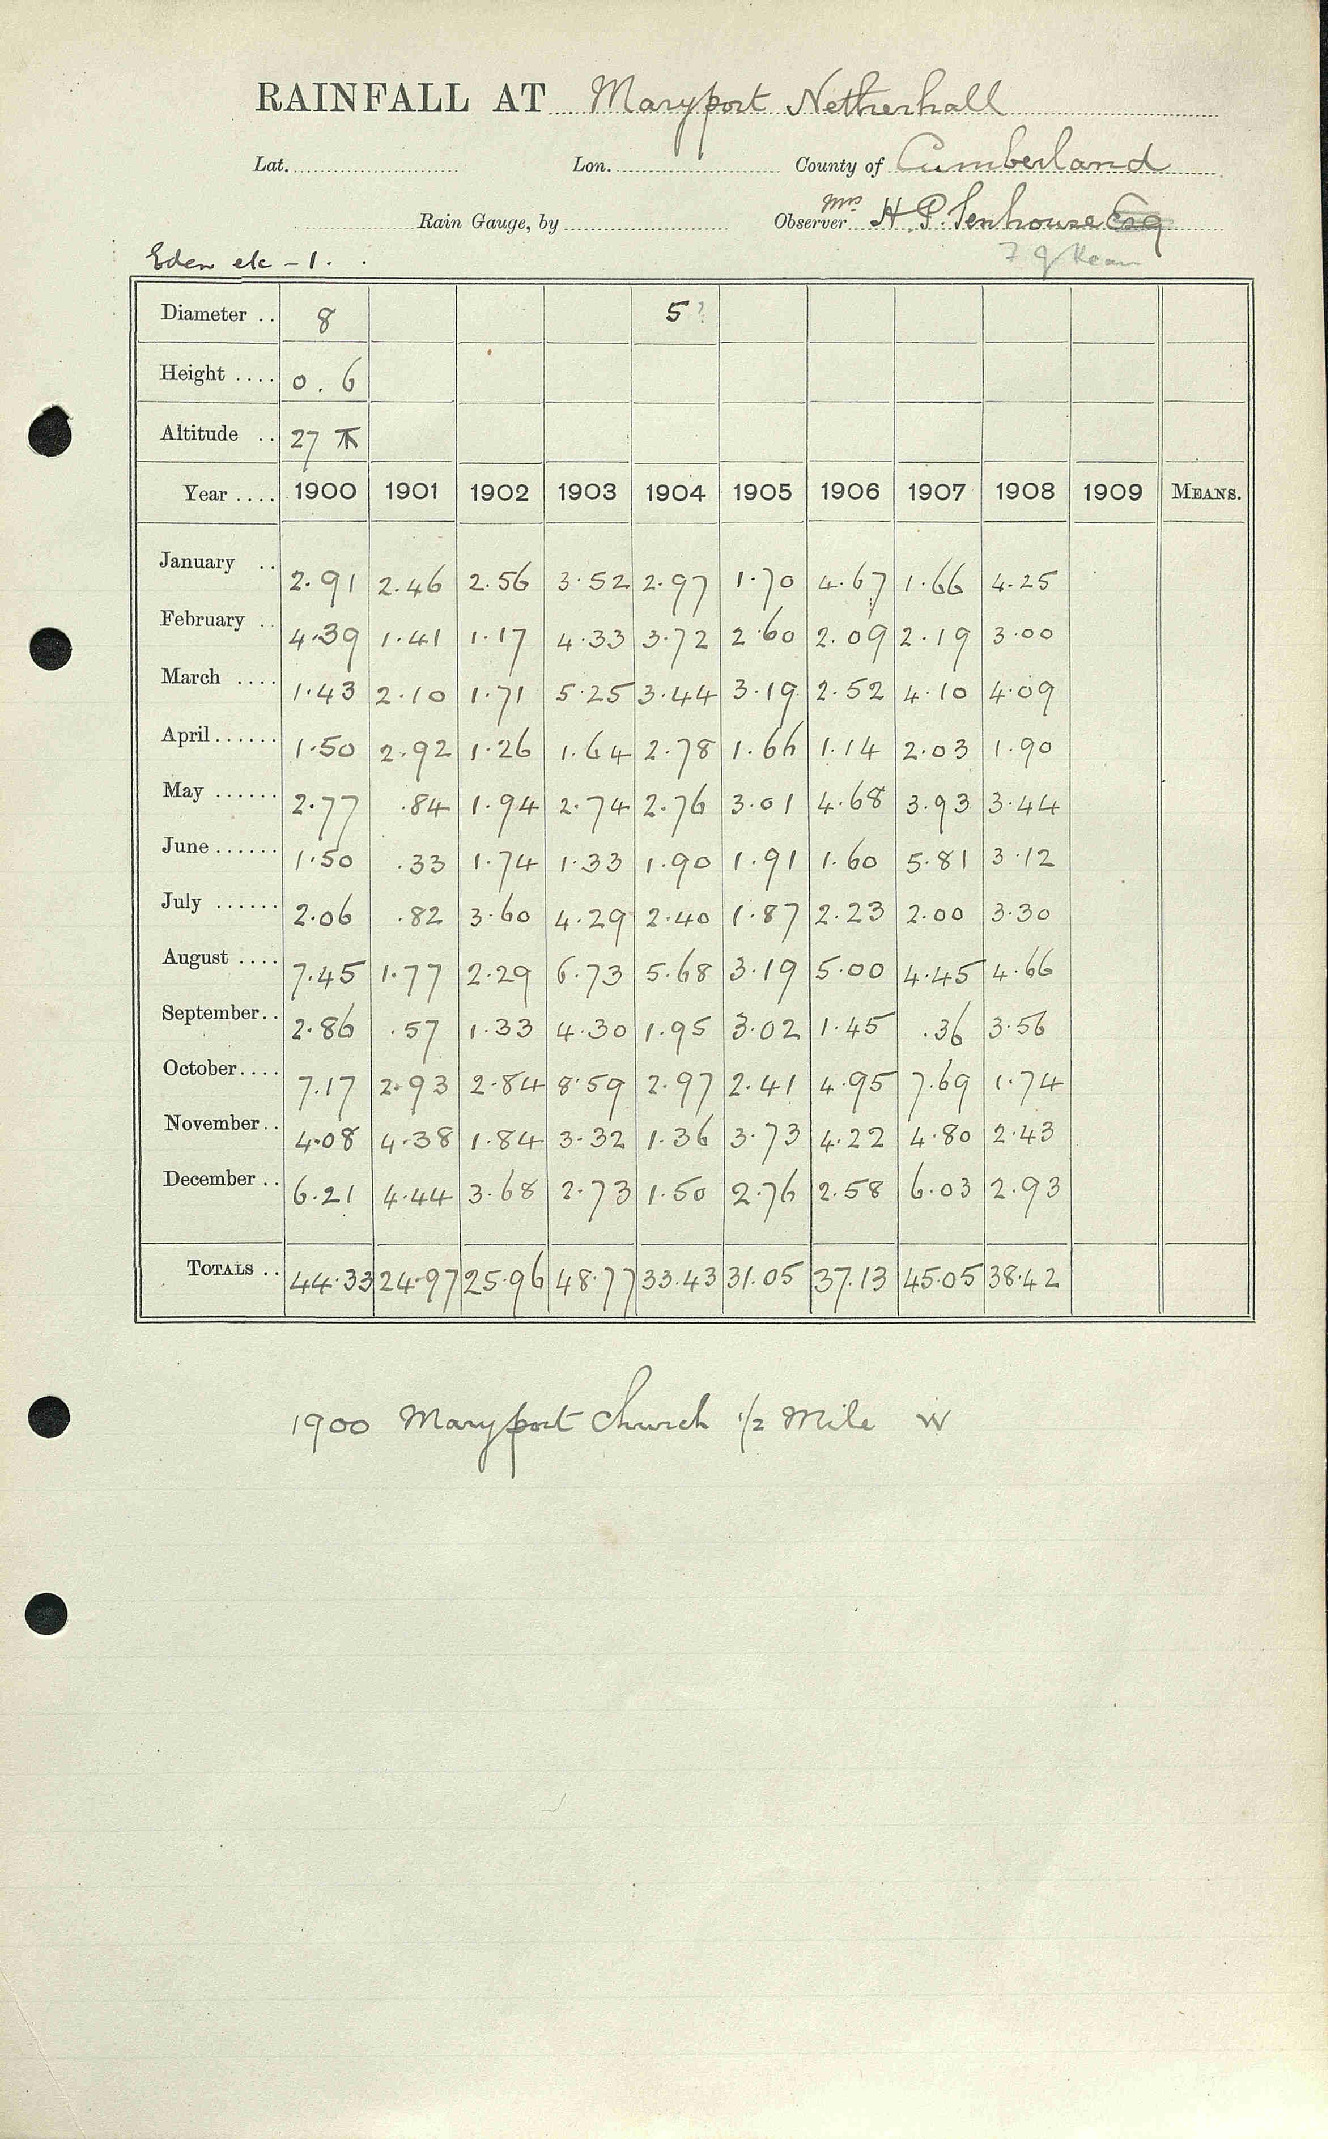 RAINFALL AT Maryport Netherhall
Lat. Lon. County of Cumberland
Rain Gauge, by Observer Mrs H. P. Senhouse Esq
Eden etc - 1.
Diameter .. 8 5?
Height .... 0. 6
Altitude .. 27
Year .... 1900 1901 1902 1903 1904 1905 1906 1907 1908 1909 MEANS.
January .. 2.91 2.46 2.56 3.52 2.97 1.70 4.67 1.66 4.25
February .. 4.39 1.41 1.17 4.33 3.72 2.60 2.09 2.19 3.00
March .... 1.43 2.10 1.71 5.25 3.44 3.19 2.52 4.10 4.09
April...... 1.50 2.92 1.26 1.64 2.78 1.66 1.14 2.03 1.90
May ...... 2.77 .84 1.94 2.74 2.76 3.01 4.68 3.93 3.44
June...... 1.50 .33 1.74 1.33 1.90 1.91 1.60 5.81 3.12
July ...... 2.06 .82 3.60 4.29 2.40 1.87 2.23 2.00 3.30
August .... 7.45 1.77 2.29 6.73 5.68 3.19 5.00 4.45 4.66
September.. 2.86 .57 1.33 4.30 1.95 3.02 1.45 .36 3.56
October.... 7.17 2.93 2.84 8.59 2.97 2.41 4.95 7.69 1.74
November.. 4.08 4.38 1.84 3.32 1.36 3.73 4.22 4.80 2.43
December .. 6.21 4.44 3.68 2.73 1.50 2.76 2.58 6.03 2.93
TOTALS .. 44.33 24.97 25.96 48.77 33.43 31.05 37.13 45.05 38.42
1900 Maryport Church 1/2 Mile W